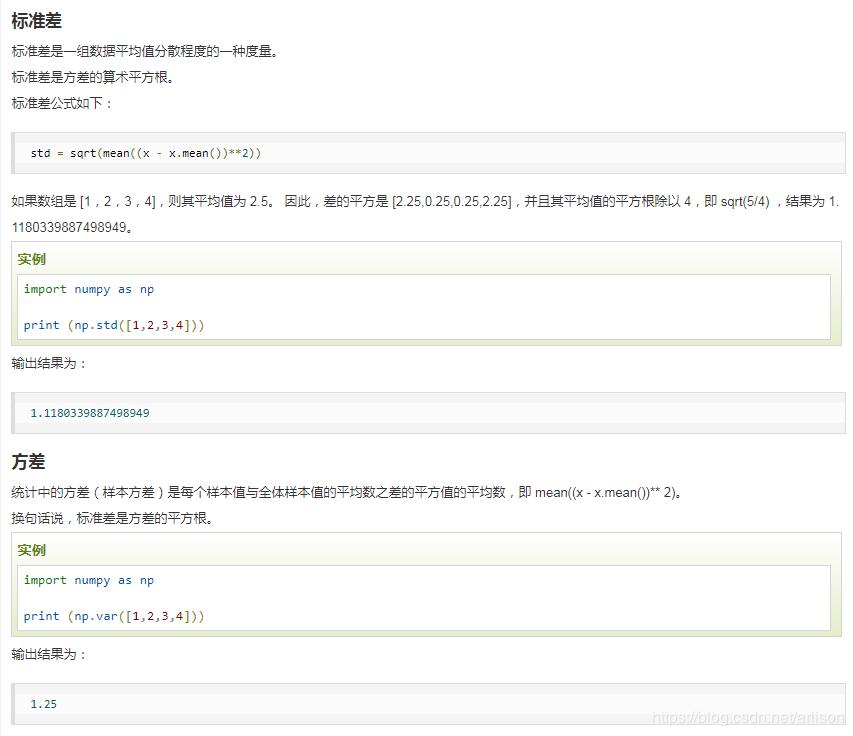 标准差
标准差是一组数据平均值分散程度的一种度量。
标准差是方差的算术平方根。
标准差公式如下：
std = sqrt(mean((x - x.mean())**2))
如果数组是 [1，2，3，4]，则其平均值为 2.5。 因此，差的平方是 [2.25,0.25,0.25,2.25]，并且其平均值的平方根除以 4，即 sqrt(5/4) ，结果为 1.
1180339887498949。
实例
import numpy as np
print (np.std([1,2,3,4]))
输出结果为：
1.1180339887498949
方差
统计中的方差（样本方差）是每个样本值与全体样本值的平均数之差的平方值的平均数，即 mean((x - x.mean())** 2)。
换句话说，标准差是方差的平方根。
实例
import numpy as np
print (np.var([1,2,3,4]))
输出结果为：
1.25
https://blog.csdn.net/arlison